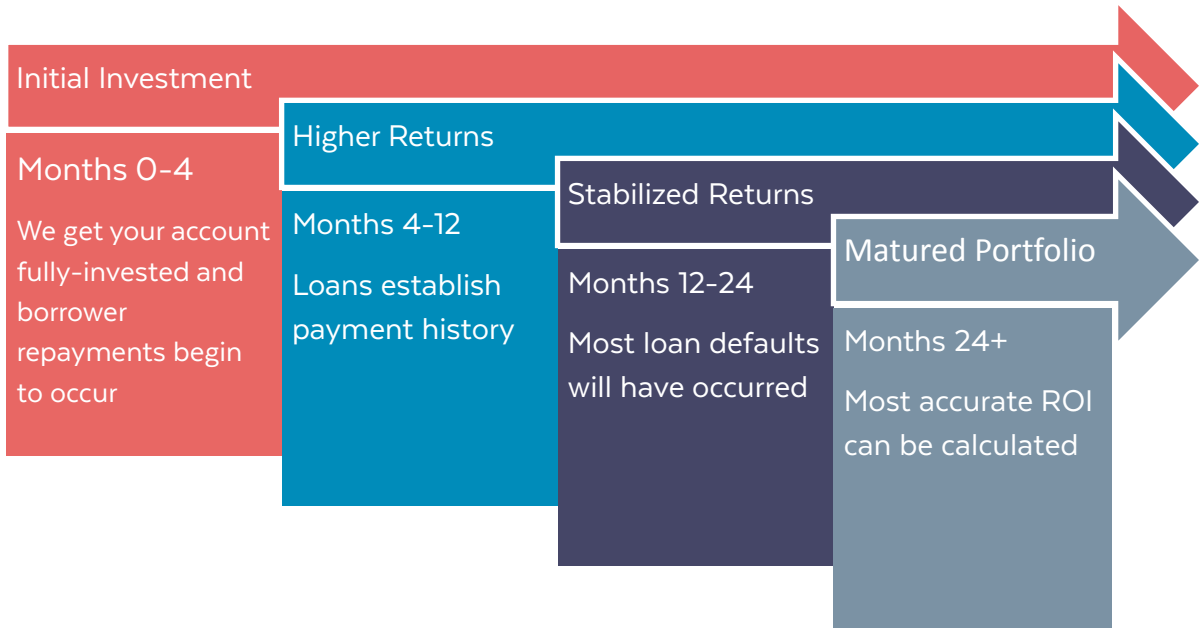 Initial Investment
Months 0-4
We get your account
fully-invested and
borrower
repayments begin
to occur
Higher Returns
Months 4-12
Loans establish
payment history
Stabilized Returns
Months 12-24
Most loan defaults
will have occurred
Matured Portfolio
Months 24+
Most accurate ROI
can be calculated